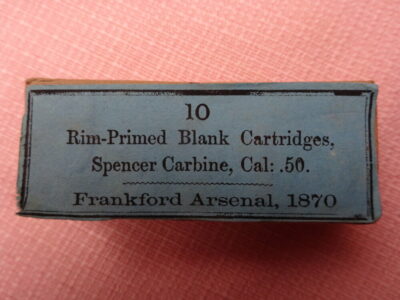 10
Rim-Primed Blank Cartridges,
Spencer Carbine, Cal: .50.
Frankford Arsenal, 1870